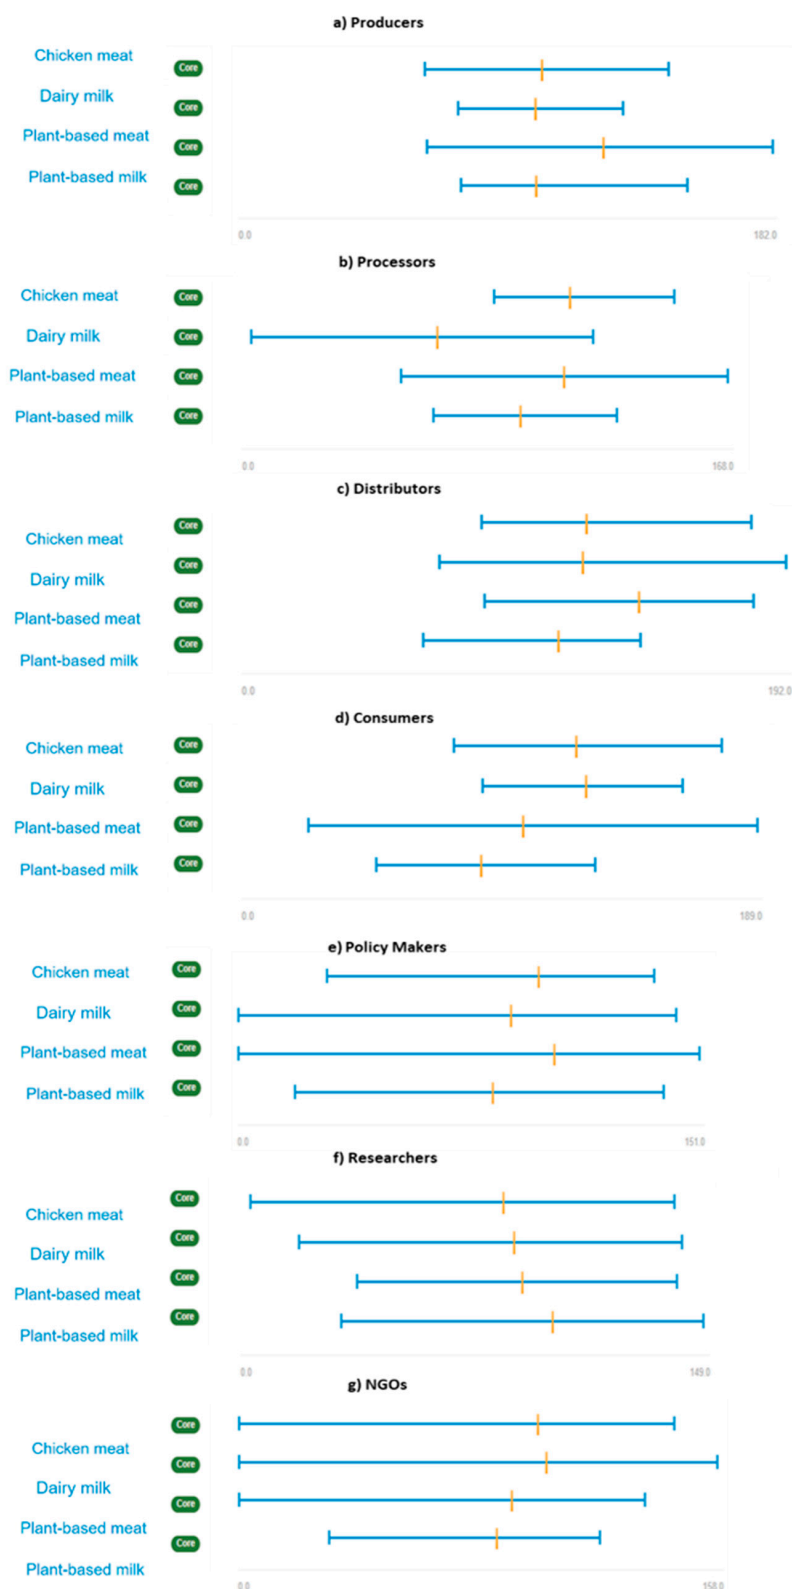 a) Producers
Chicken meat Core
Dairy milk Core
Plant-based meat Core
Plant-based milk Core
0.0 182.0
b) Processors
Chicken meat Core
Dairy milk Core
Plant-based meat Core
Plant-based milk Core
0.0 168.0
c) Distributors
Core
Chicken meat
Core
Dairy milk
Core
Plant-based meat
Core
Plant-based milk
0.0 192.0
d) Consumers
Chicken meat Core
Dairy milk Core
Plant-based meat Core
Plant-based milk Core
0.0 189.0
e) Policy Makers
Chicken meat Core
Dairy milk Core
Plant-based meat Core
Plant-based milk Core
0.0 151.0
f) Researchers
Core
Chicken meat
Core
Dairy milk
Core
Plant-based meat
Core
Plant-based milk
0.0 149.0
g) NGOs
Core
Chicken meat
Core
Dairy milk
Core
Plant-based meat
Core
Plant-based milk
0.0 158.0